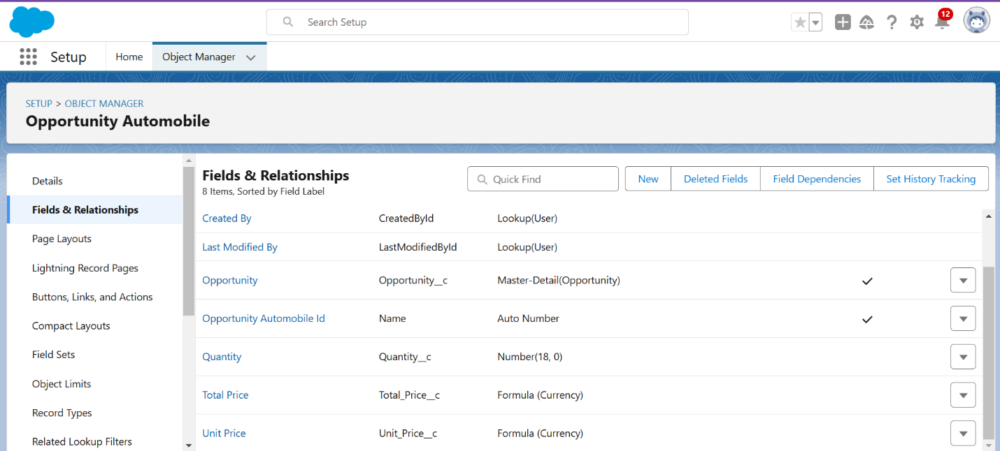 Search Setup
12
Setup
Home
Object Manager
SETUP > OBJECT MANAGER
Opportunity Automobile
Details
Fields & Relationships
Page Layouts
Lightning Record Pages
Buttons, Links, and Actions
Compact Layouts
Field Sets
Object Limits
Record Types
Related Lookup Filters
Fields & Relationships
8 Items, Sorted by Field Label
Quick Find
New
Deleted Fields
Field Dependencies
Set History Tracking
Created By CreatedById Lookup(User)
Last Modified By LastModifiedById Lookup(User)
Opportunity Opportunity__c Master-Detail(Opportunity)
Opportunity Automobile Id Name Auto Number
Quantity Quantity__c Number(18, 0)
Total Price Total_Price__c Formula (Currency)
Unit Price Unit_Price__c Formula (Currency)